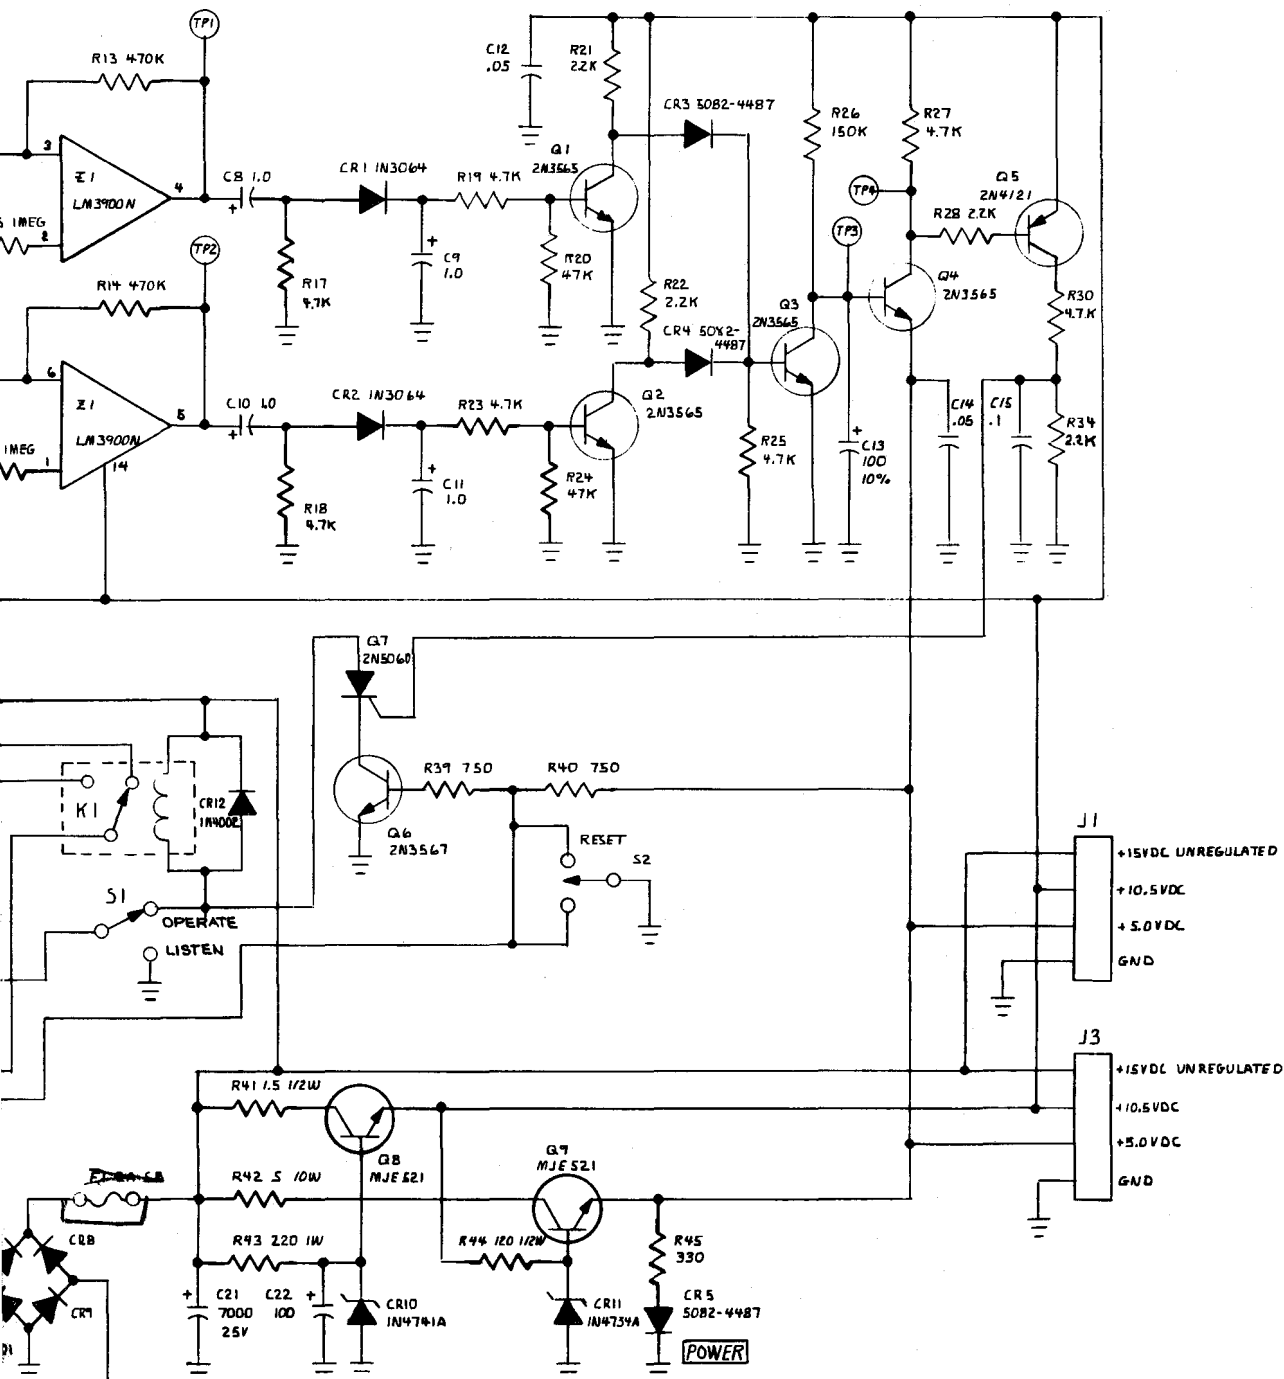 TP1
R13 470K
3
Z1
LM3900N
4
1MEG
2
C8 1.0
+
CR1 1N3064
R17
4.7K
+
C9
1.0
R19 4.7K
R20
47K
Q1
2N3565
C12
.05
R21
2.2K
CR3 5082-4487
R22
2.2K
CR4 5082-
4487
R26
150K
R27
4.7K
TP4
TP3
R28 2.2K
Q5
2N4121
Q3
2N3565
Q4
2N3565
R30
4.7K
TP2
R14 470K
6
Z1
LM3900N
5
1MEG
1
14
C10 1.0
+
CR2 1N3064
R18
4.7K
+
C11
1.0
R23 4.7K
R24
47K
Q2
2N3565
R25
4.7K
+
C13
100
10%
C14
.05
C15
.1
R34
2.2K
Q7
2N5060
K1
CR12
1N4002
S1
OPERATE
LISTEN
Q6
2N3567
R39 750
R40 750
RESET
S2
J1
+15VDC UNREGULATED
+10.5VDC
+5.0VDC
GND
J3
+15VDC UNREGULATED
+10.5VDC
+5.0VDC
GND
R41 1.5 1/2W
Q8
MJE521
R42 5 10W
Q9
MJE521
R43 220 1W
R44 120 1/2W
R45
330
CR8
CR9
+
C21
7000
25V
C22
100
+
CR10
1N4741A
CR11
1N4734A
CR5
5082-4487
POWER